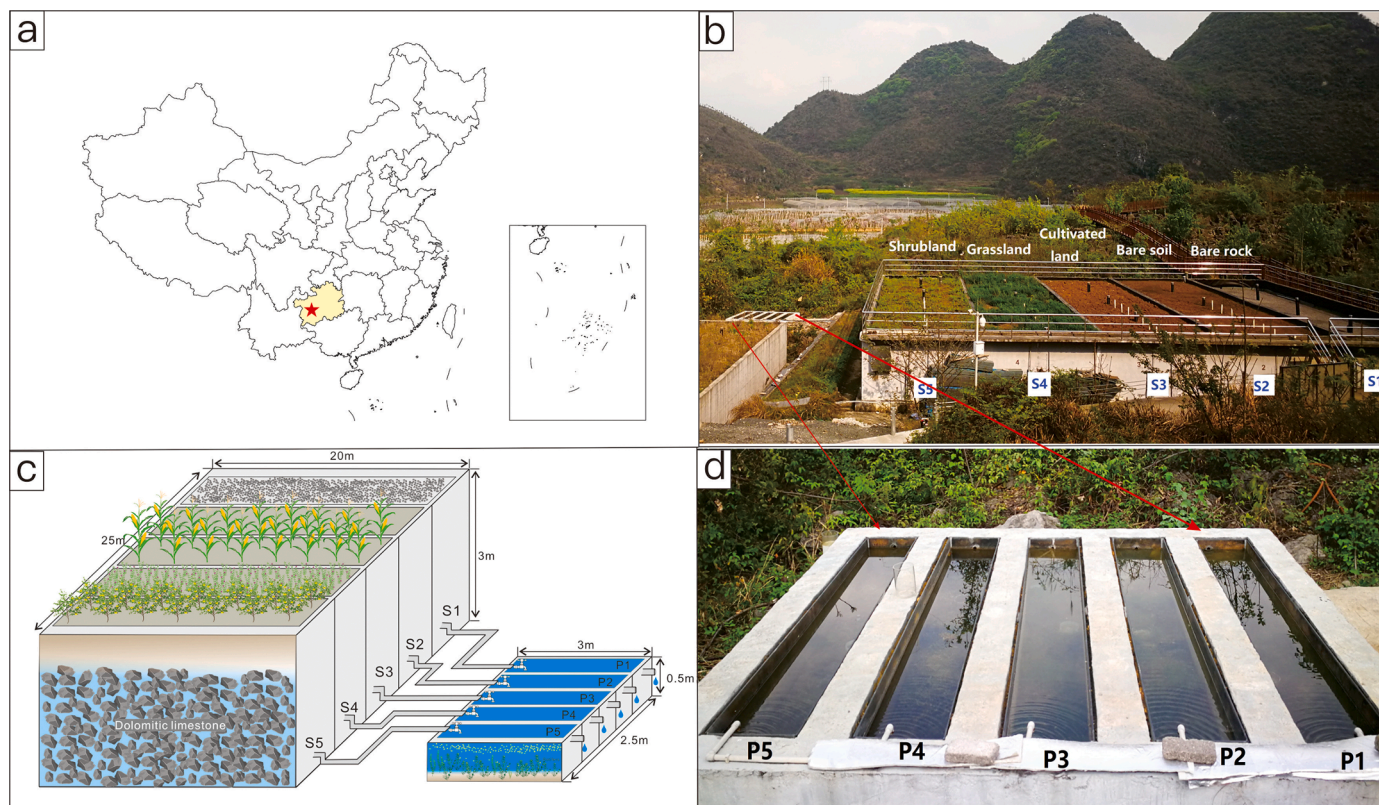 a
b
Shrubland
Grassland
Cultivated
land
Bare soil
Bare rock
S5
S4
S3
S2
S1
c
20m
25m
3m
S1
S2
S3
S4
S5
Dolomitic limestone
3m
P1
P2
P3
P4
P5
0.5m
2.5m
d
P5
P4
P3
P2
P1